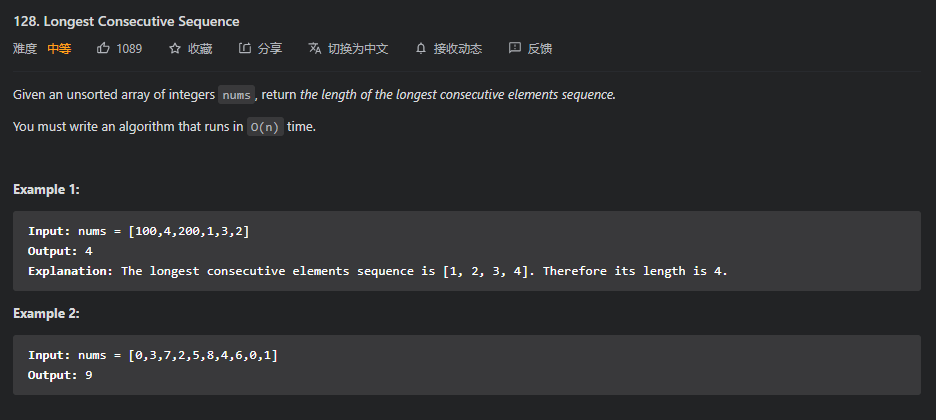 128. Longest Consecutive Sequence
难度 中等 1089 收藏 分享 切换为中文 接收动态 反馈
Given an unsorted array of integers nums, return the length of the longest consecutive elements sequence.
You must write an algorithm that runs in O(n) time.
Example 1:
Input: nums = [100,4,200,1,3,2]
Output: 4
Explanation: The longest consecutive elements sequence is [1, 2, 3, 4]. Therefore its length is 4.
Example 2:
Input: nums = [0,3,7,2,5,8,4,6,0,1]
Output: 9